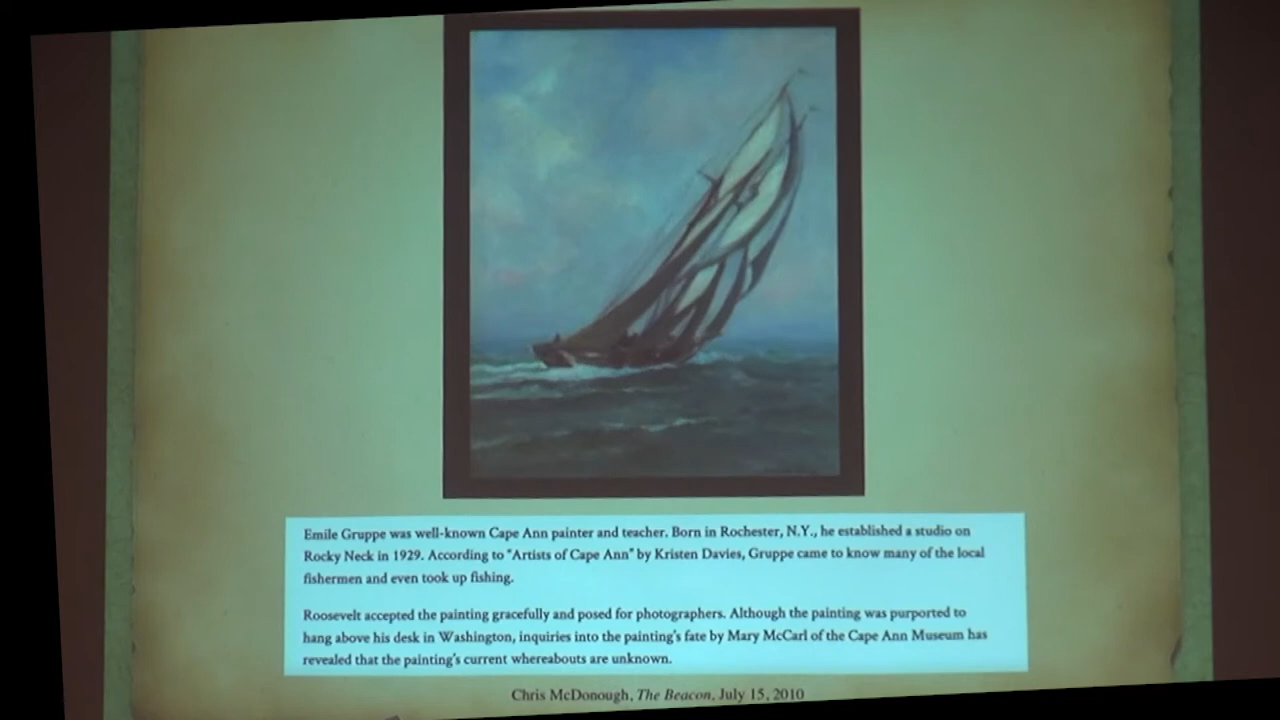 Emile Gruppe was well-known Cape Ann painter and teacher. Born in Rochester, N.Y., he established a studio on
Rocky Neck in 1929. According to "Artists of Cape Ann" by Kristen Davies, Gruppe came to know many of the local
fishermen and even took up fishing.
Roosevelt accepted the painting gracefully and posed for photographers. Although the painting was purported to
hang above his desk in Washington, inquiries into the painting's fate by Mary McCarl of the Cape Ann Museum has
revealed that the painting's current whereabouts are unknown.
Chris McDonough, The Beacon, July 15, 2010